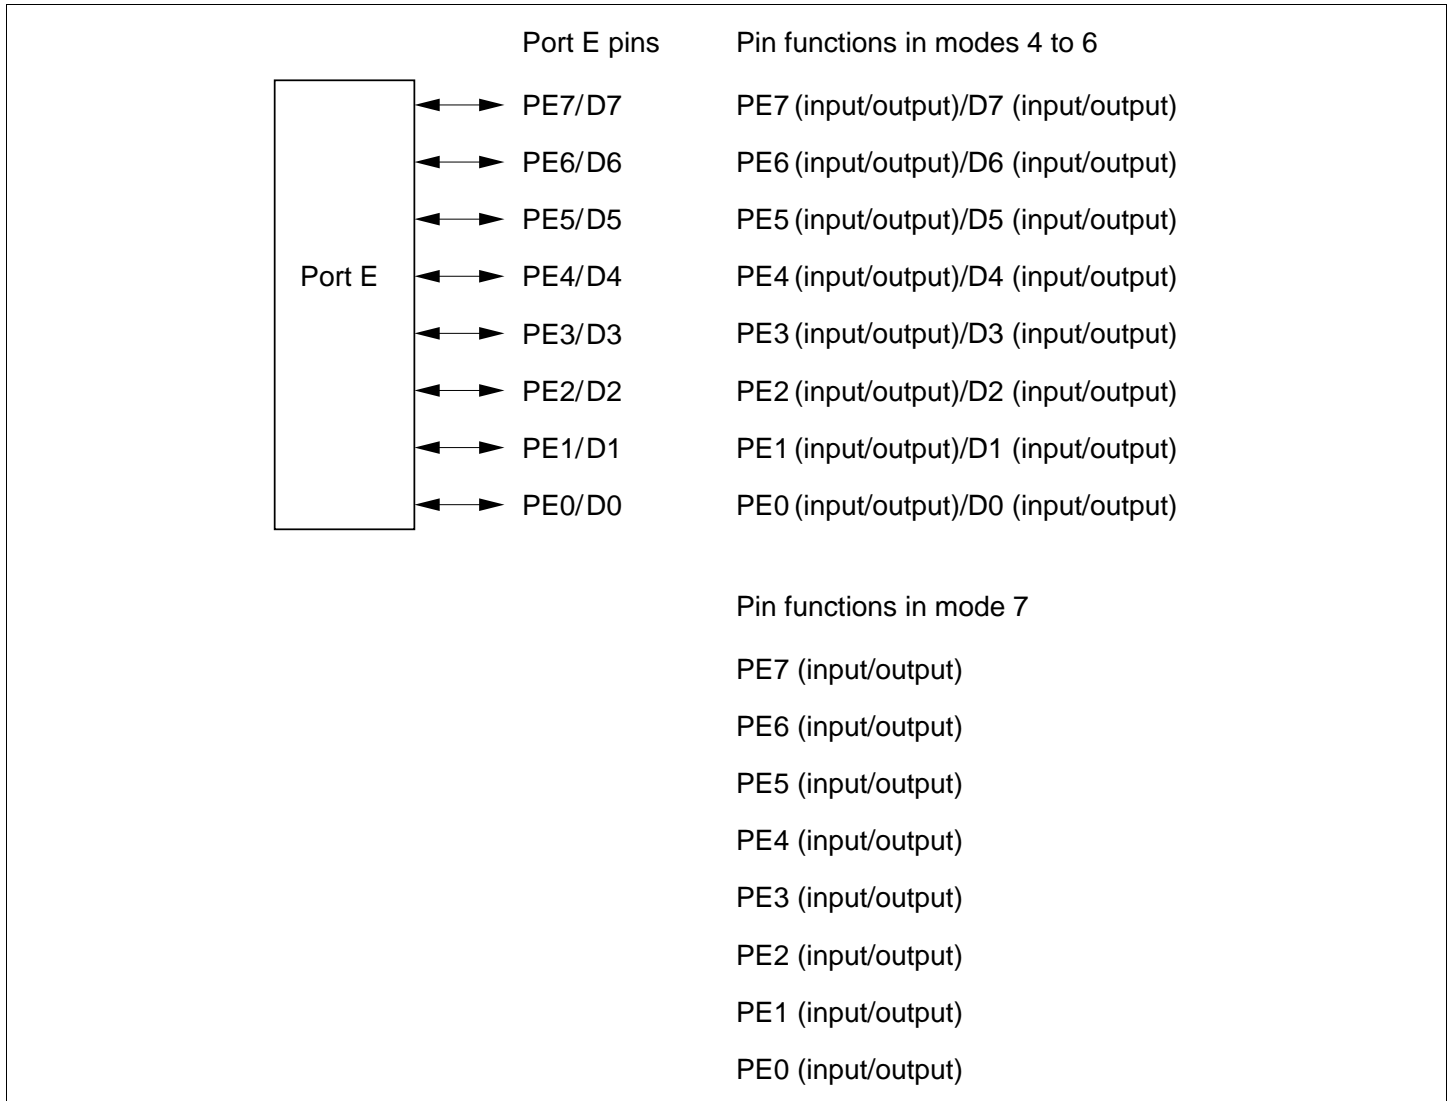 Port E pins Pin functions in modes 4 to 6
PE7/D7 PE7 (input/output)/D7 (input/output)
PE6/D6 PE6 (input/output)/D6 (input/output)
PE5/D5 PE5 (input/output)/D5 (input/output)
Port E PE4/D4 PE4 (input/output)/D4 (input/output)
PE3/D3 PE3 (input/output)/D3 (input/output)
PE2/D2 PE2 (input/output)/D2 (input/output)
PE1/D1 PE1 (input/output)/D1 (input/output)
PE0/D0 PE0 (input/output)/D0 (input/output)
Pin functions in mode 7
PE7 (input/output)
PE6 (input/output)
PE5 (input/output)
PE4 (input/output)
PE3 (input/output)
PE2 (input/output)
PE1 (input/output)
PE0 (input/output)